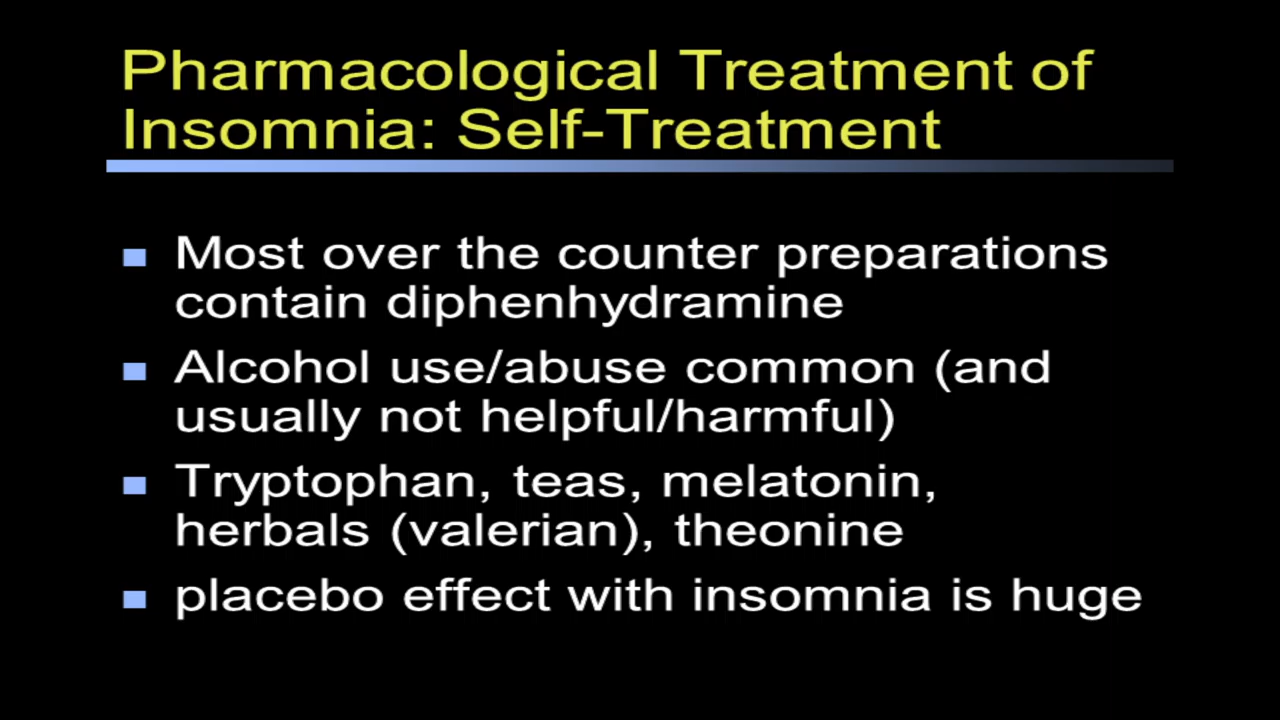 Pharmacological Treatment of
Insomnia: Self-Treatment
Most over the counter preparations
contain diphenhydramine
Alcohol use/abuse common (and
usually not helpful/harmful)
Tryptophan, teas, melatonin,
herbals (valerian), theonine
placebo effect with insomnia is huge